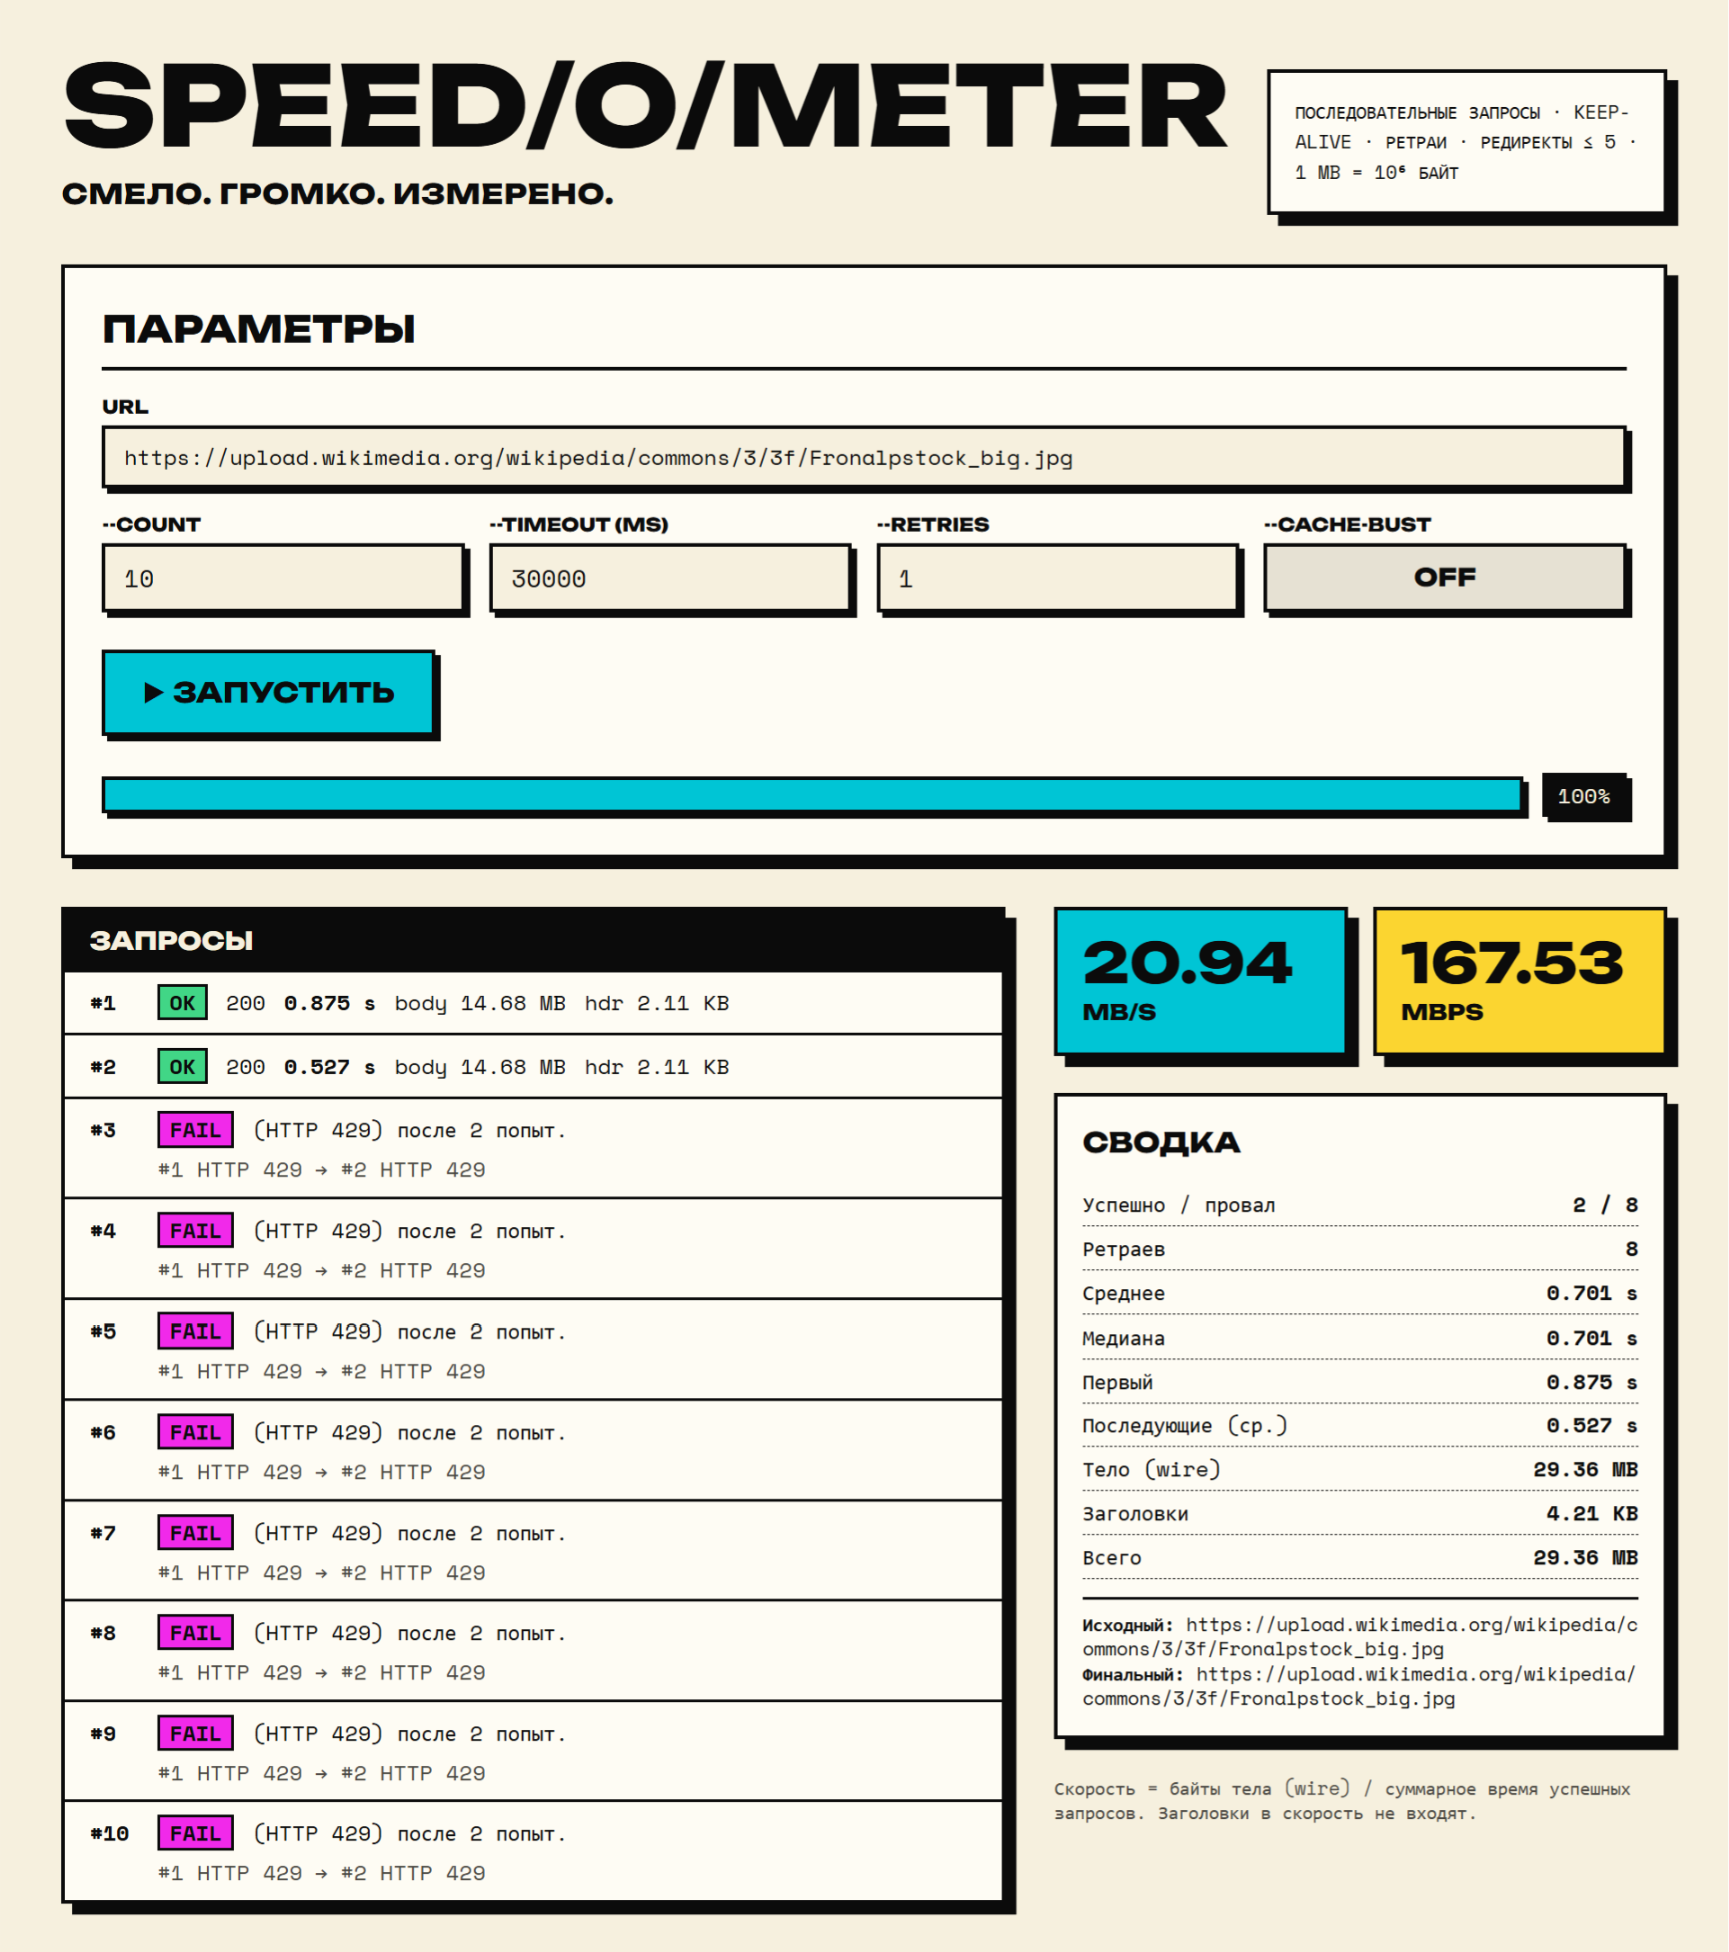 SPEED/O/METER
СМЕЛО. ГРОМКО. ИЗМЕРЕНО.
ПОСЛЕДОВАТЕЛЬНЫЕ ЗАПРОСЫ · KEEP-
ALIVE · РЕТРАИ · РЕДИРЕКТЫ ≤ 5 ·
1 MB = 10⁶ БАЙТ
ПАРАМЕТРЫ
URL
https://upload.wikimedia.org/wikipedia/commons/3/3f/Fronalpstock_big.jpg
--COUNT
10
--TIMEOUT (MS)
30000
--RETRIES
1
--CACHE-BUST
OFF
▶ ЗАПУСТИТЬ
100%
ЗАПРОСЫ
#1 OK 200 0.875 s body 14.68 MB hdr 2.11 KB
#2 OK 200 0.527 s body 14.68 MB hdr 2.11 KB
#3 FAIL (HTTP 429) после 2 попыт.
#1 HTTP 429 → #2 HTTP 429
#4 FAIL (HTTP 429) после 2 попыт.
#1 HTTP 429 → #2 HTTP 429
#5 FAIL (HTTP 429) после 2 попыт.
#1 HTTP 429 → #2 HTTP 429
#6 FAIL (HTTP 429) после 2 попыт.
#1 HTTP 429 → #2 HTTP 429
#7 FAIL (HTTP 429) после 2 попыт.
#1 HTTP 429 → #2 HTTP 429
#8 FAIL (HTTP 429) после 2 попыт.
#1 HTTP 429 → #2 HTTP 429
#9 FAIL (HTTP 429) после 2 попыт.
#1 HTTP 429 → #2 HTTP 429
#10 FAIL (HTTP 429) после 2 попыт.
#1 HTTP 429 → #2 HTTP 429
20.94
MB/S
167.53
MBPS
СВОДКА
Успешно / провал 2 / 8
Ретраев 8
Среднее 0.701 s
Медиана 0.701 s
Первый 0.875 s
Последующие (ср.) 0.527 s
Тело (wire) 29.36 MB
Заголовки 4.21 KB
Всего 29.36 MB
Исходный: https://upload.wikimedia.org/wikipedia/c
ommons/3/3f/Fronalpstock_big.jpg
Финальный: https://upload.wikimedia.org/wikipedia/
commons/3/3f/Fronalpstock_big.jpg
Скорость = байты тела (wire) / суммарное время успешных
запросов. Заголовки в скорость не входят.